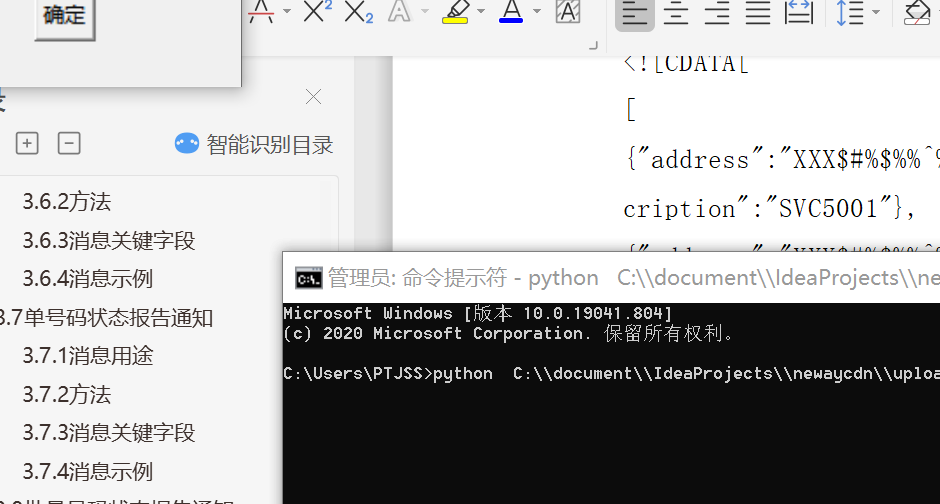 确定
智能识别目录
3.6.2方法
3.6.3消息关键字段
3.6.4消息示例
3.7单号码状态报告通知
3.7.1消息用途
3.7.2方法
3.7.3消息关键字段
3.7.4消息示例
<![CDATA[
[
{"address":"XXX$#%$%%^%
cription":"SVC5001"},
管理员: 命令提示符 - python C:\\document\\IdeaProjects\\ne
Microsoft Windows [版本 10.0.19041.804]
(c) 2020 Microsoft Corporation. 保留所有权利。
C:\Users\PTJSS>python C:\\document\\IdeaProjects\\newaycdn\\uploa